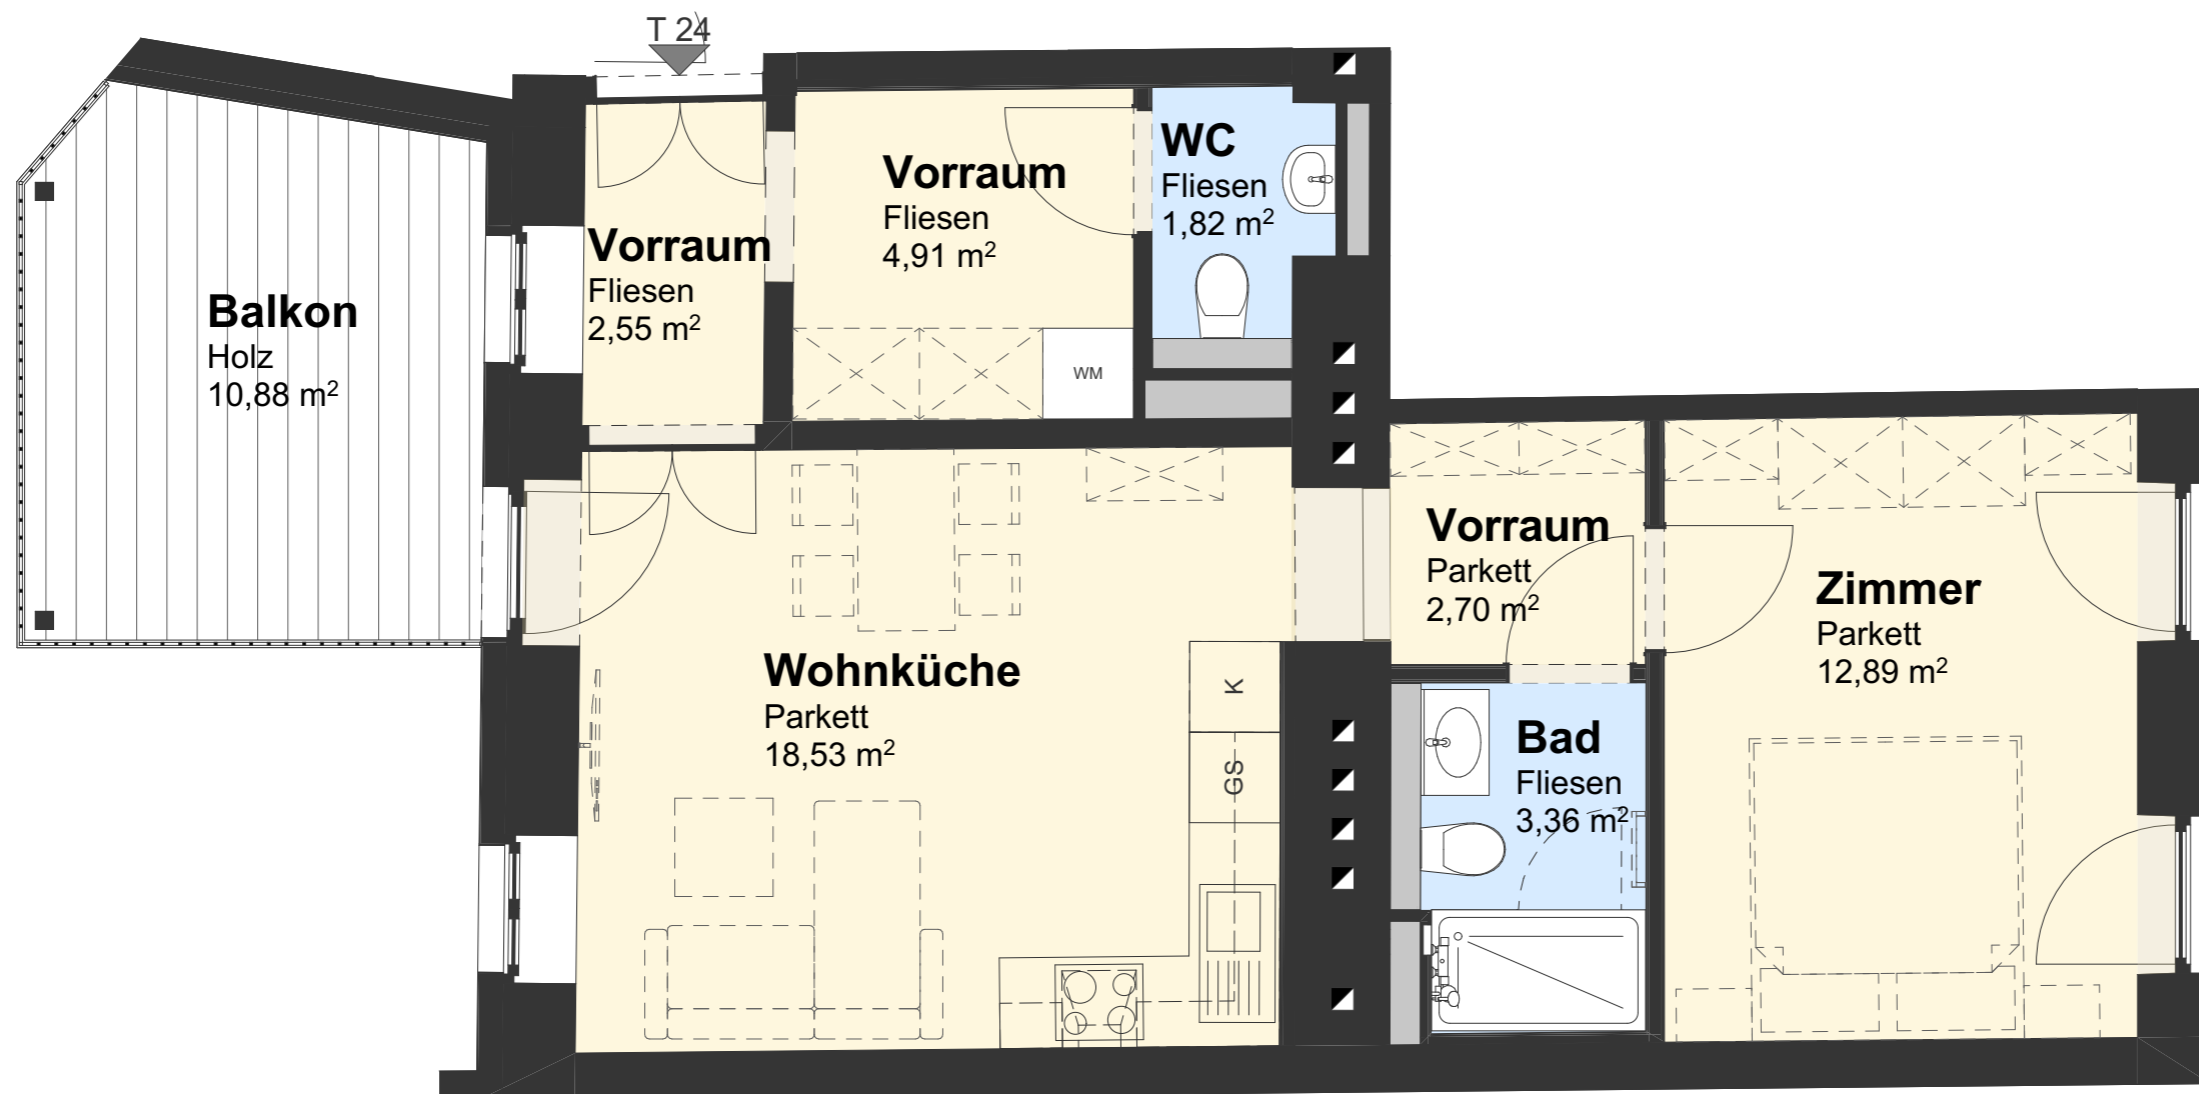 T 24
Balkon
Holz
10,88 m²
Vorraum
Fliesen
2,55 m²
Vorraum
Fliesen
4,91 m²
WM
WC
Fliesen
1,82 m²
Wohnküche
Parkett
18,53 m²
K
GS
Vorraum
Parkett
2,70 m²
Bad
Fliesen
3,36 m²
Zimmer
Parkett
12,89 m²